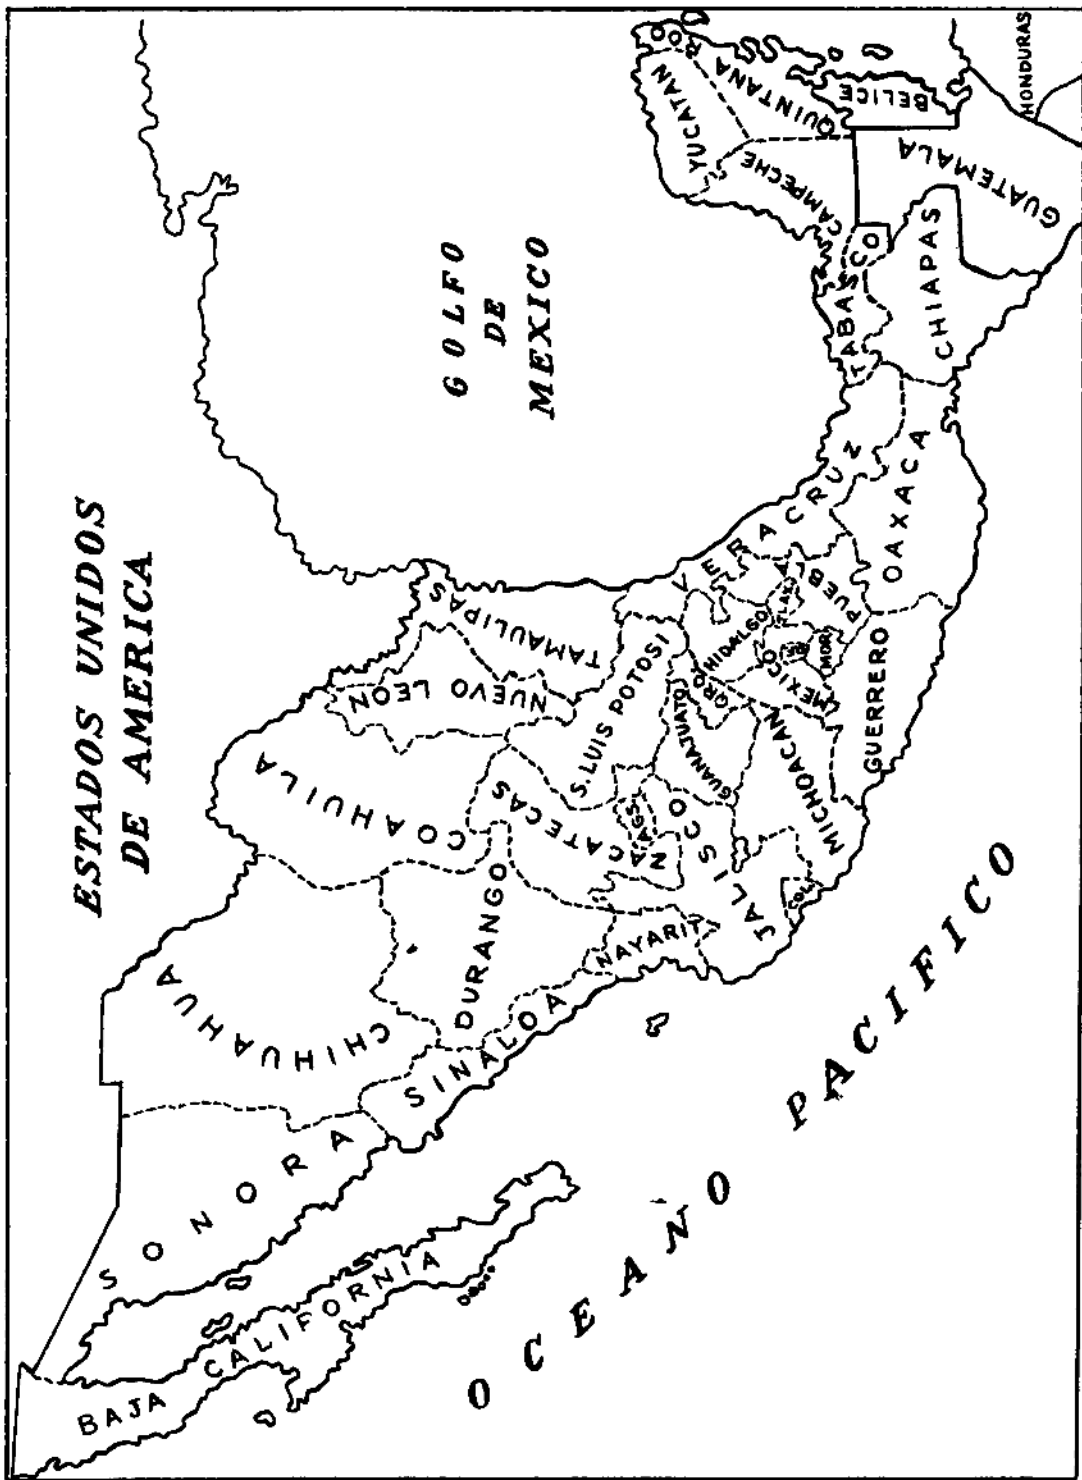 ESTADOS UNIDOS
DE AMERICA
GOLFO
DE
MEXICO
OCEANO PACIFICO
BAJA CALIFORNIA
SONORA
CHIHUAHUA
COAHUILA
NUEVO LEON
TAMAULIPAS
SINALOA
DURANGO
ZACATECAS
S. LUIS POTOSI
NAYARIT
AGS.
JALISCO
GUANAJUATO
QRO
HIDALGO
VERACRUZ
COL.
MICHOACAN
MEXICO
MOR.
PUEBLA
GUERRERO
OAXACA
TABASCO
CHIAPAS
CAMPECHE
YUCATAN
QUINTANA ROO
BELICE
GUATEMALA
HONDURAS